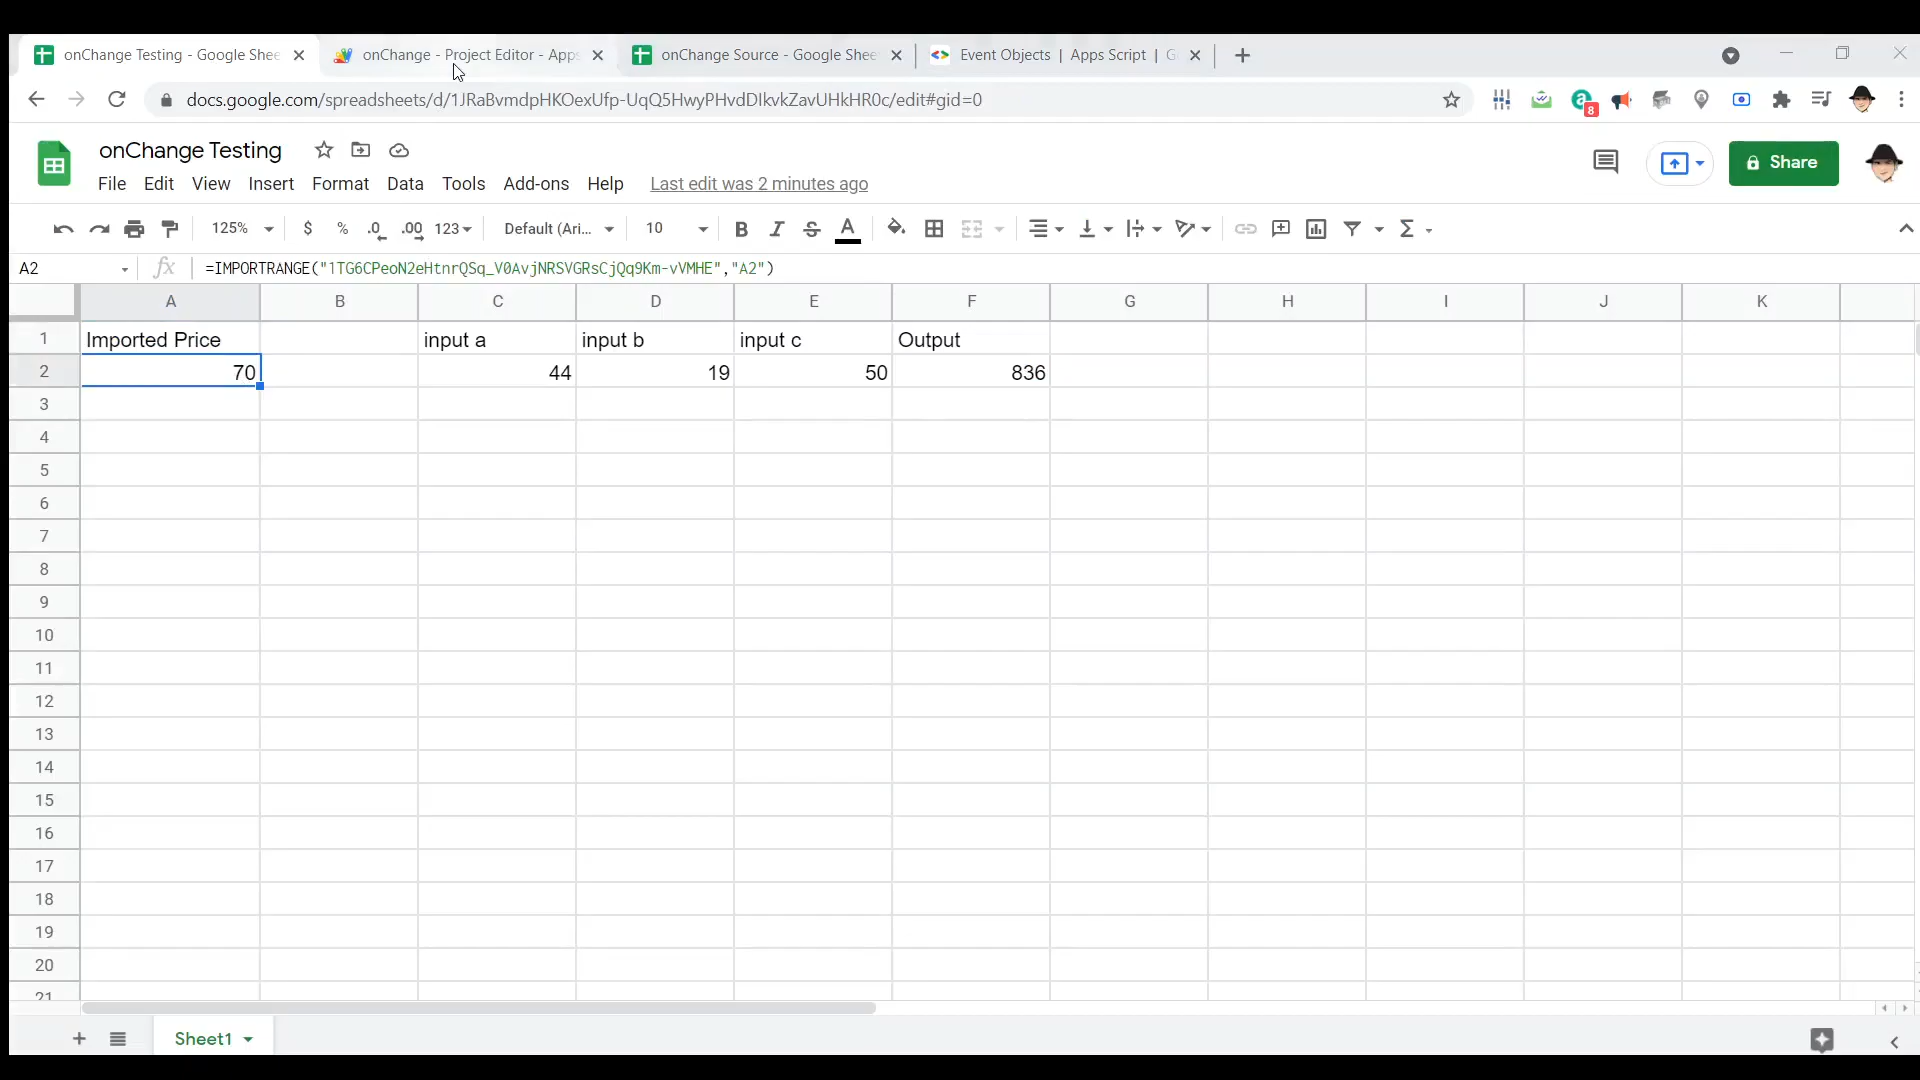 onChange Testing - Google Shee
onChange - Project Editor - Apps
onChange Source - Google Shee
Event Objects | Apps Script | G
docs.google.com/spreadsheets/d/1JRaBvmdpHKOexUfp-UqQ5HwyPHvdDIkvkZavUHkHR0c/edit#gid=0
8
onChange Testing
File Edit View Insert Format Data Tools Add-ons Help Last edit was 2 minutes ago
Share
125% $ % .0 .00 123 Default (Ari... 10 B I S A Σ
A2 fx =IMPORTRANGE("1TG6CPeoN2eHtnrQSq_V0AvjNRSVGRsCjQq9Km-vVMHE","A2")
A B C D E F G H I J K
1 Imported Price input a input b input c Output
2 70 44 19 50 836
3
4
5
6
7
8
9
10
11
12
13
14
15
16
17
18
19
20
21
Sheet1